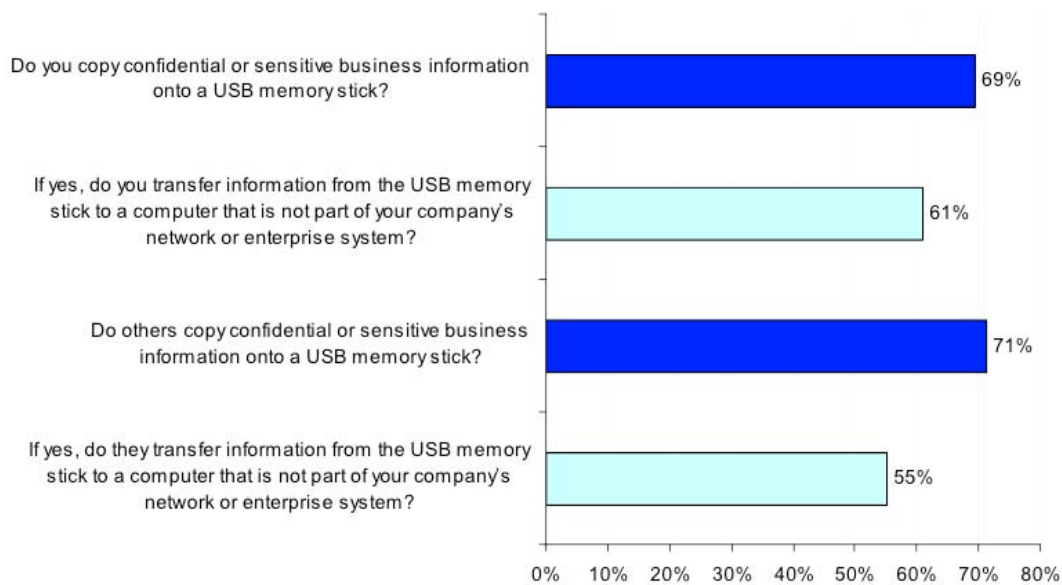 Do you copy confidential or sensitive business information
onto a USB memory stick?
69%
If yes, do you transfer information from the USB memory
stick to a computer that is not part of your company's
network or enterprise system?
61%
Do others copy confidential or sensitive business
information onto a USB memory stick?
71%
If yes, do they transfer information from the USB memory
stick to a computer that is not part of your company's
network or enterprise system?
55%
0% 10% 20% 30% 40% 50% 60% 70% 80%